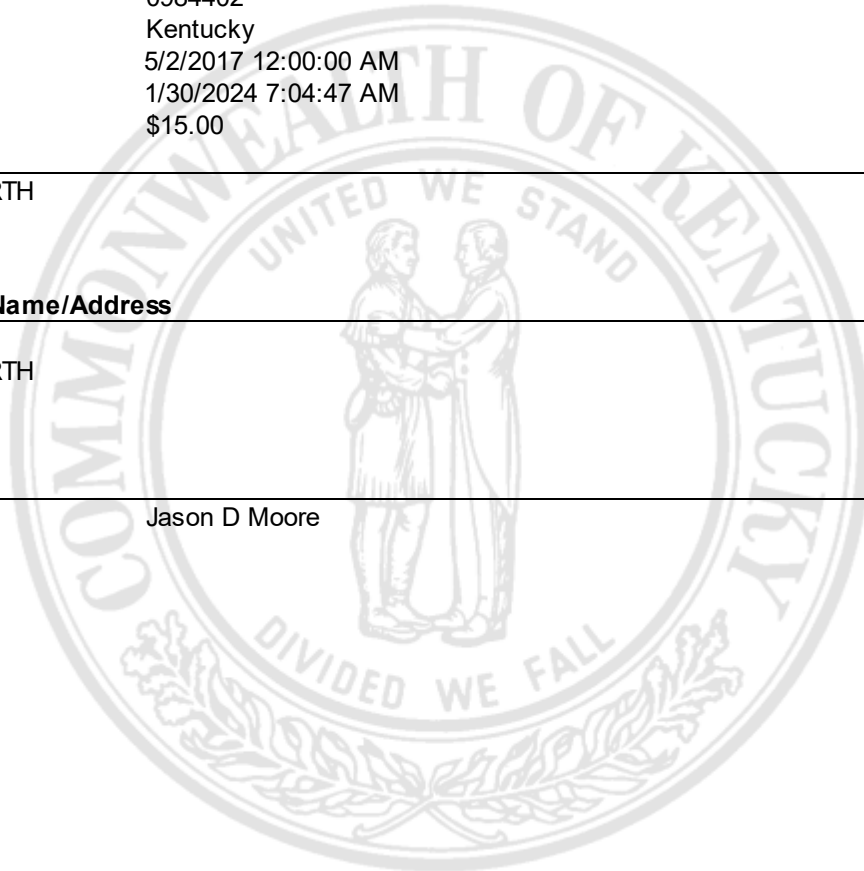 Kentucky
5/2/2017 12:00:00 AM
1/30/2024 7:04:47 AM
$15.00
RTH
Name/Address
RTH
Jason D Moore
COMMONWEALTH OF KENTUCKY
UNITED WE STAND
DIVIDED WE FALL